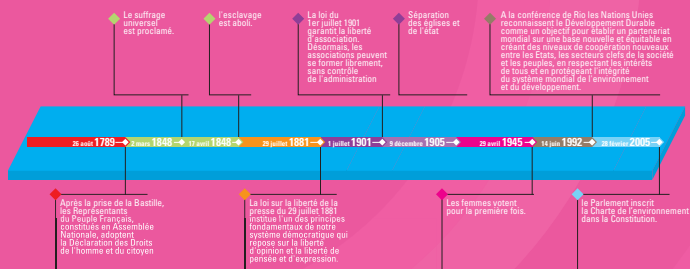 Le suffrage
universel
est proclamé.
l'esclavage
est aboli.
La loi du
1er juillet 1901
garantit la liberté
d'association.
Désormais, les
associations peuvent
se former librement,
sans contrôle
de l'administration
Séparation
des églises et
de l'état
A la conférence de Rio les Nations Unies
reconnaissent le Développement Durable
comme un objectif pour établir un partenariat
mondial sur une base nouvelle et équitable en
créant des niveaux de coopération nouveaux
entre les Etats, les secteurs clefs de la société
et les peuples, en respectant les intérêts
de tous et en protégeant l'intégrité
du système mondial de l'environnement
et du développement.
26 août 1789
2 mars 1848
17 avril 1848
29 juillet 1881
1 juillet 1901
9 décembre 1905
29 avril 1945
14 juin 1992
28 février 2005
Après la prise de la Bastille,
les Représentants
du Peuple Français,
constitués en Assemblée
Nationale, adoptent
la Déclaration des Droits
de l'homme et du citoyen
La loi sur la liberté de la
presse du 29 juillet 1881
institue l'un des principes
fondamentaux de notre
système démocratique qui
repose sur la liberté
d'opinion et la liberté de
pensée et d'expression.
Les femmes votent
pour la première fois.
le Parlement inscrit
la Charte de l'environnement
dans la Constitution.